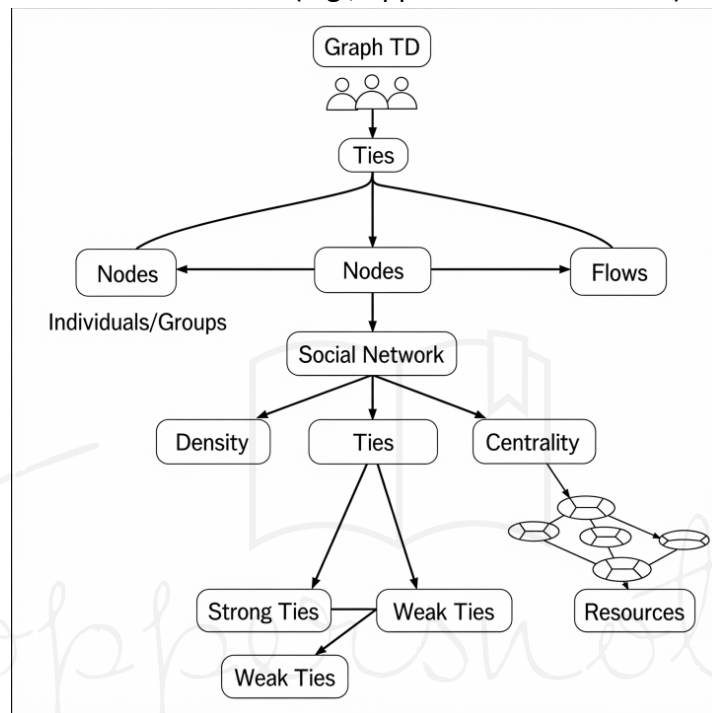 Graph TD
Ties
Nodes
Nodes
Flows
Individuals/Groups
Social Network
Density
Ties
Centrality
Strong Ties
Weak Ties
Resources
Weak Ties